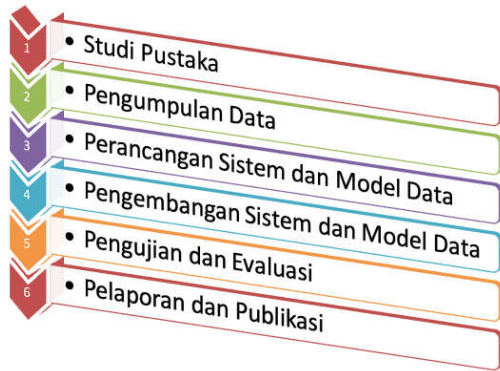 1 • Studi Pustaka
2 • Pengumpulan Data
3 • Perancangan Sistem dan Model Data
4 • Pengembangan Sistem dan Model Data
5 • Pengujian dan Evaluasi
6 • Pelaporan dan Publikasi